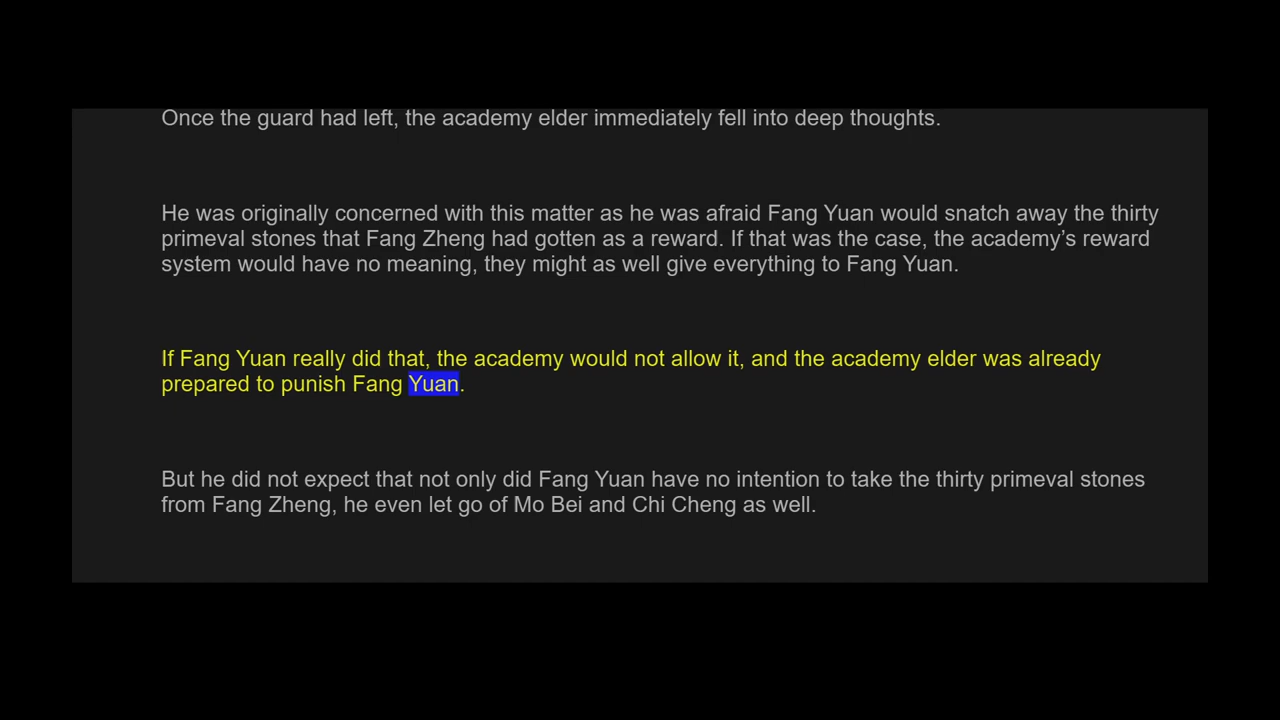 Once the guard had left, the academy elder immediately fell into deep thoughts.
He was originally concerned with this matter as he was afraid Fang Yuan would snatch away the thirty
primeval stones that Fang Zheng had gotten as a reward. If that was the case, the academy’s reward
system would have no meaning, they might as well give everything to Fang Yuan.
If Fang Yuan really did that, the academy would not allow it, and the academy elder was already
prepared to punish Fang Yuan.
But he did not expect that not only did Fang Yuan have no intention to take the thirty primeval stones
from Fang Zheng, he even let go of Mo Bei and Chi Cheng as well.